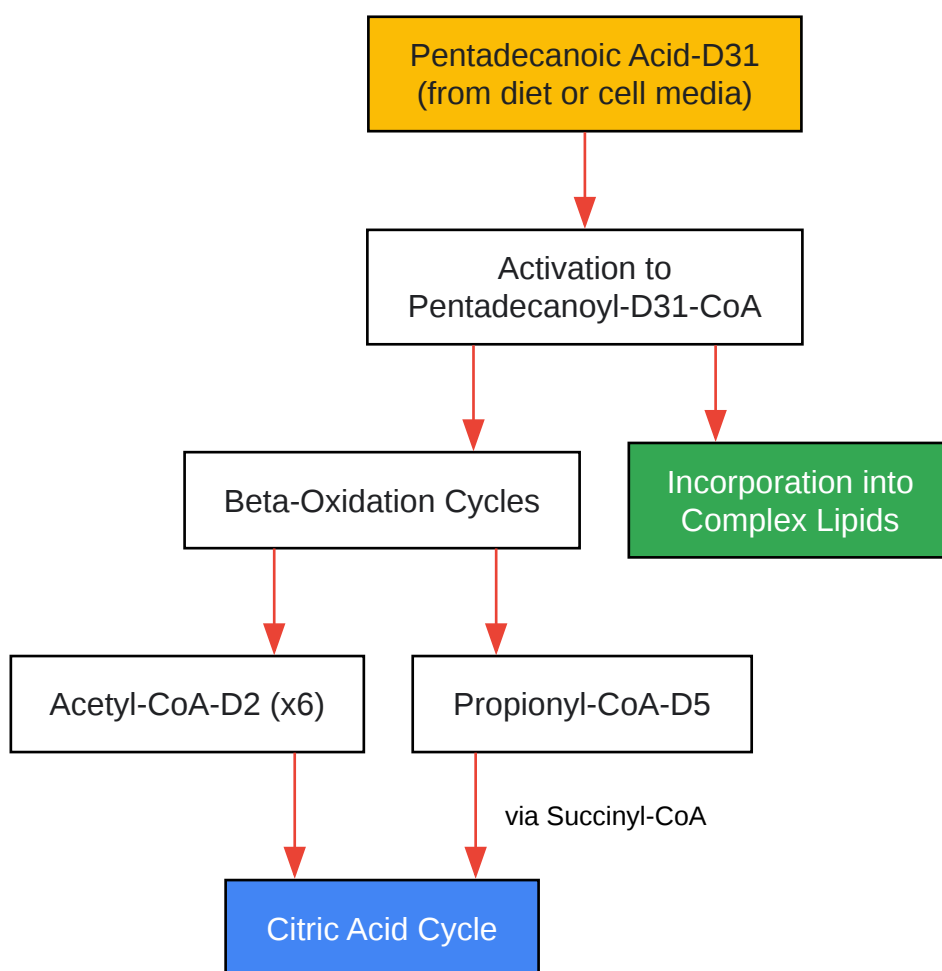 Pentadecanoic Acid-D31
(from diet or cell media)
Activation to
Pentadecanoyl-D31-CoA
Beta-Oxidation Cycles
Incorporation into
Complex Lipids
Acetyl-CoA-D2 (x6)
Propionyl-CoA-D5
via Succinyl-CoA
Citric Acid Cycle